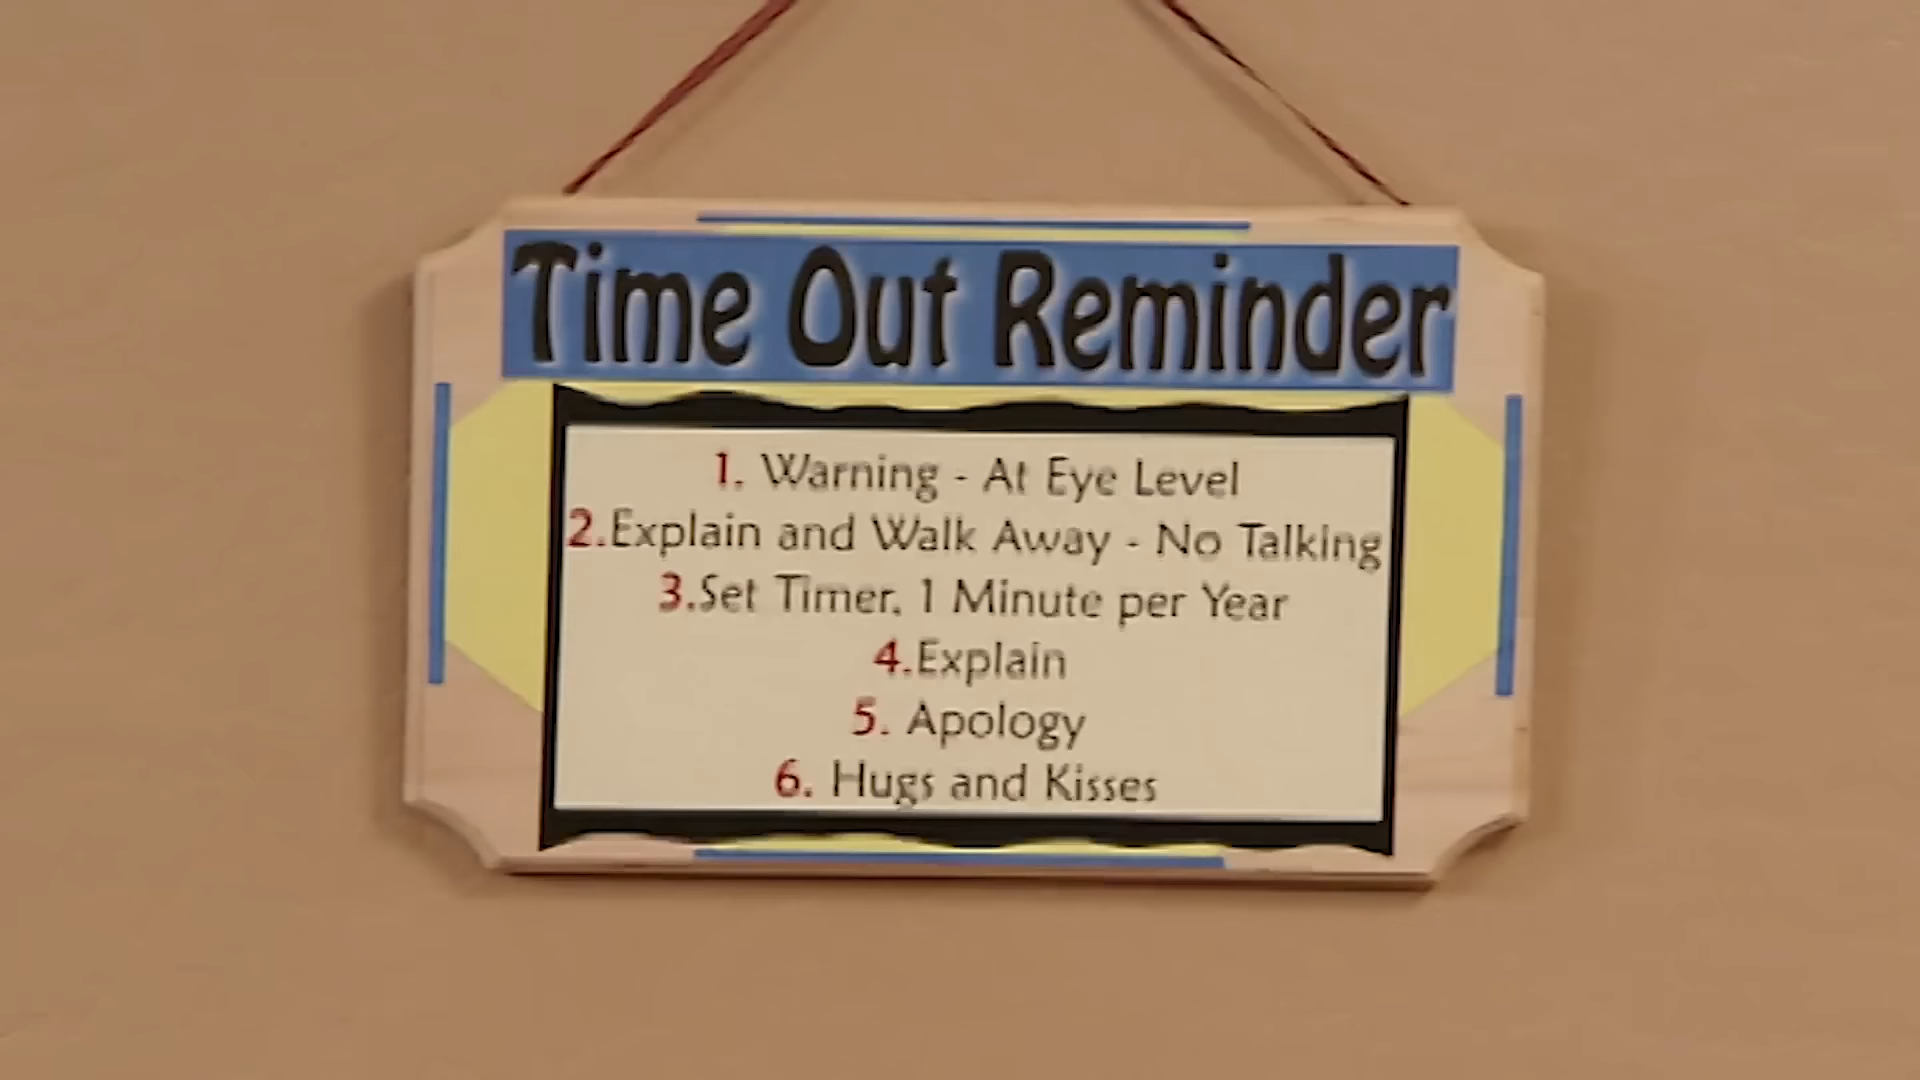 Time Out Reminder
1. Warning - At Eye Level
2.Explain and Walk Away - No Talking
3.Set Timer, 1 Minute per Year
4.Explain
5. Apology
6. Hugs and Kisses